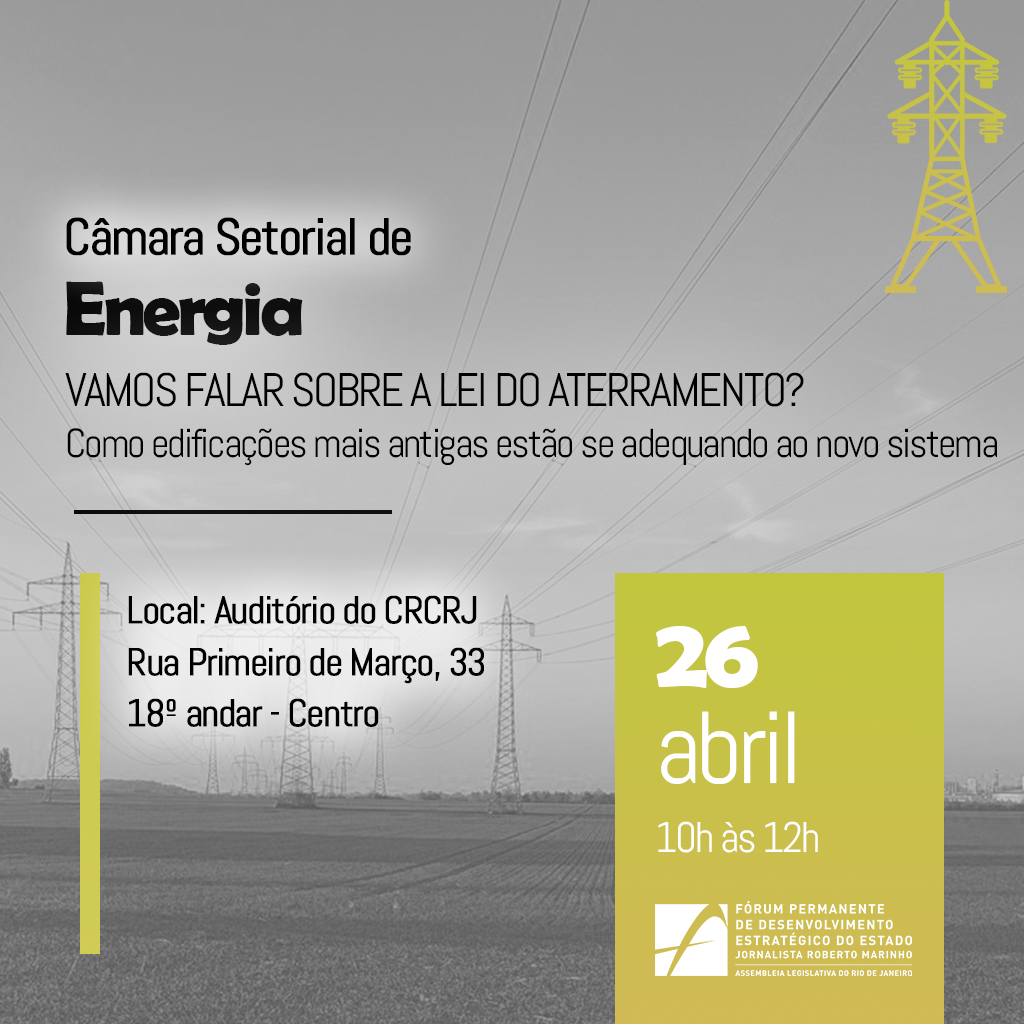 Câmara Setorial de
Energia
VAMOS FALAR SOBRE A LEI DO ATERRAMENTO?
Como edificações mais antigas estão se adequando ao novo sistema
Local: Auditório do CRCRJ
Rua Primeiro de Março, 33
18º andar - Centro
26
abril
10h às 12h
FÓRUM PERMANENTE
DE DESENVOLVIMENTO
ESTRATÉGICO DO ESTADO
JORNALISTA ROBERTO MARINHO
ASSEMBLEIA LEGISLATIVA DO RIO DE JANEIRO